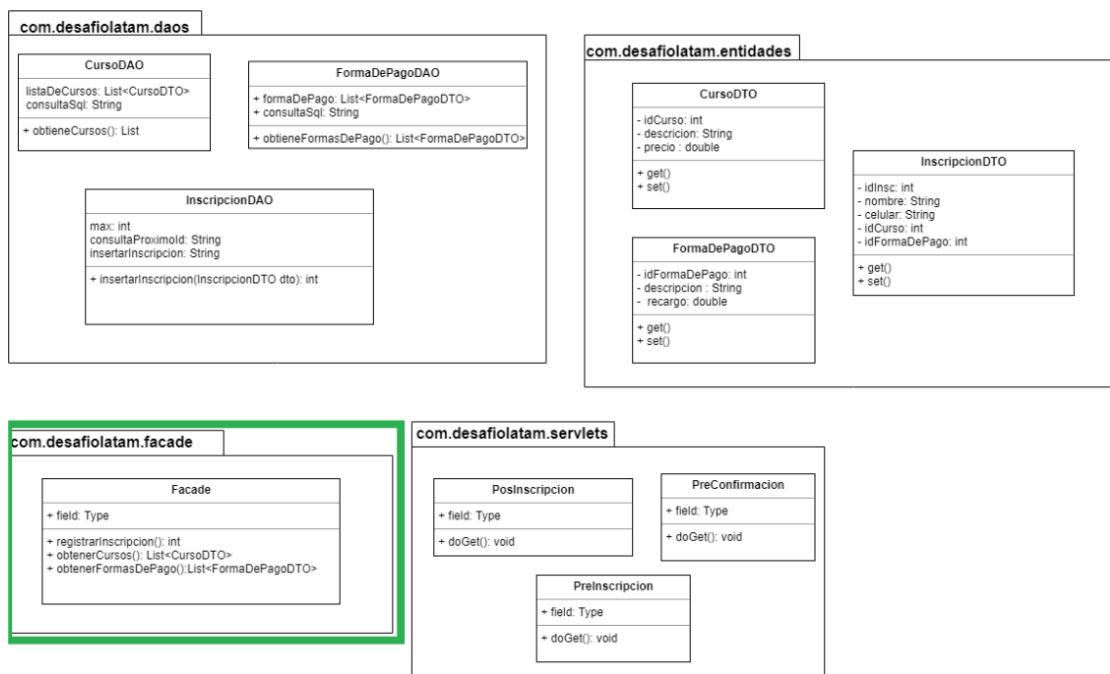 com.desafiolatam.daos
CursoDAO
listaDeCursos: List<CursoDTO>
consultaSql: String
+ obtieneCursos(): List
FormaDePagoDAO
+ formaDePago: List<FormaDePagoDTO>
+ consultaSql: String
+ obtieneFormasDePago(): List<FormaDePagoDTO>
InscripcionDAO
max: int
consultaProximoId: String
insertarInscripcion: String
+ insertarInscripcion(InscripcionDTO dto): int
com.desafiolatam.entidades
CursoDTO
- idCurso: int
- descricion: String
- precio : double
+ get()
+ set()
InscripcionDTO
- idInsc: int
- nombre: String
- celular: String
- idCurso: int
- idFormaDePago: int
+ get()
+ set()
FormaDePagoDTO
- idFormaDePago: int
- descripcion : String
- recargo: double
+ get()
+ set()
com.desafiolatam.facade
Facade
+ field: Type
+ registrarInscripcion(): int
+ obtenerCursos(): List<CursoDTO>
+ obtenerFormasDePago():List<FormaDePagoDTO>
com.desafiolatam.servlets
PosInscripcion
+ field: Type
+ doGet(): void
PreConfirmacion
+ field: Type
+ doGet(): void
PreInscripcion
+ field: Type
+ doGet(): void